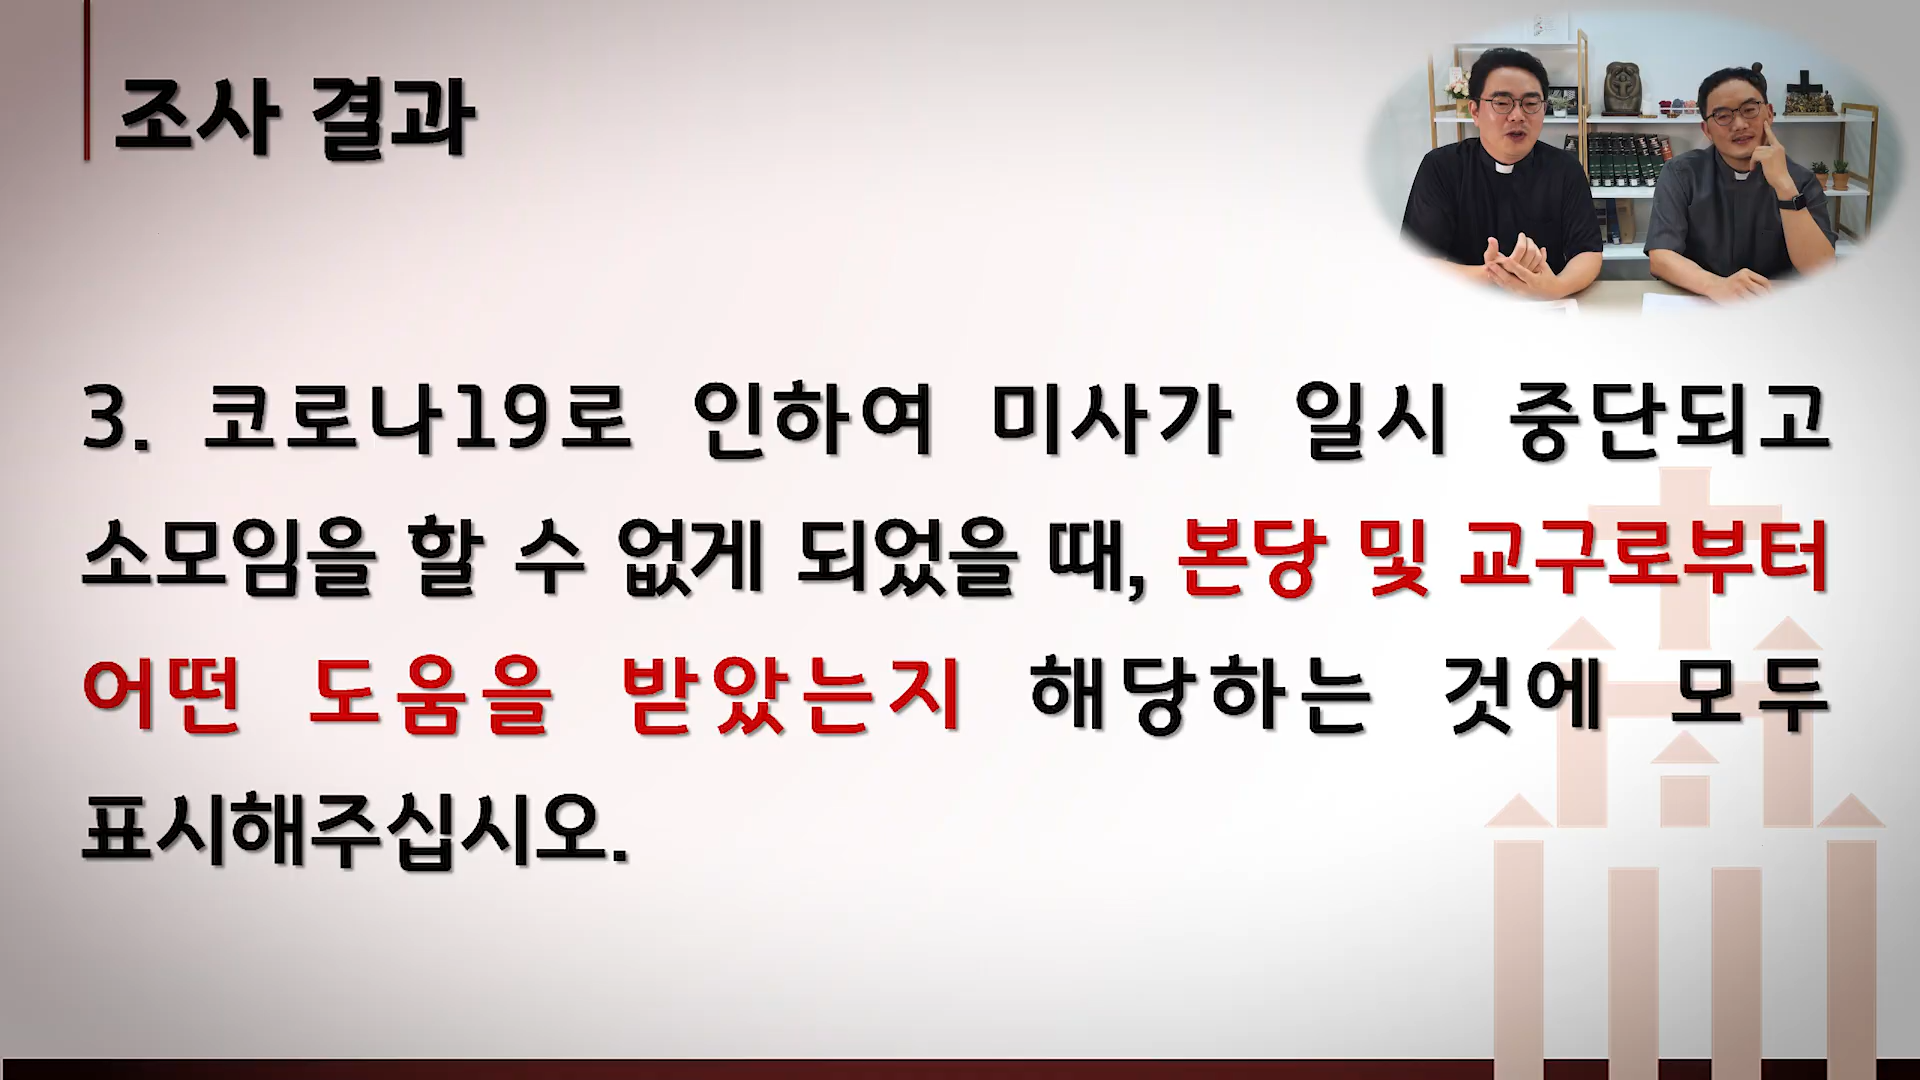 조사 결과
3. 코로나19로 인하여 미사가 일시 중단되고
소모임을 할 수 없게 되었을 때, 본당 및 교구로부터
어떤 도움을 받았는지 해당하는 것에 모두
표시해주십시오.